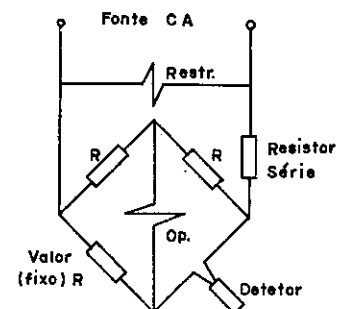 Fonte CA
Restr.
R
R
Resistor
Série
Op.
Valor
(fixo) R
Detetor